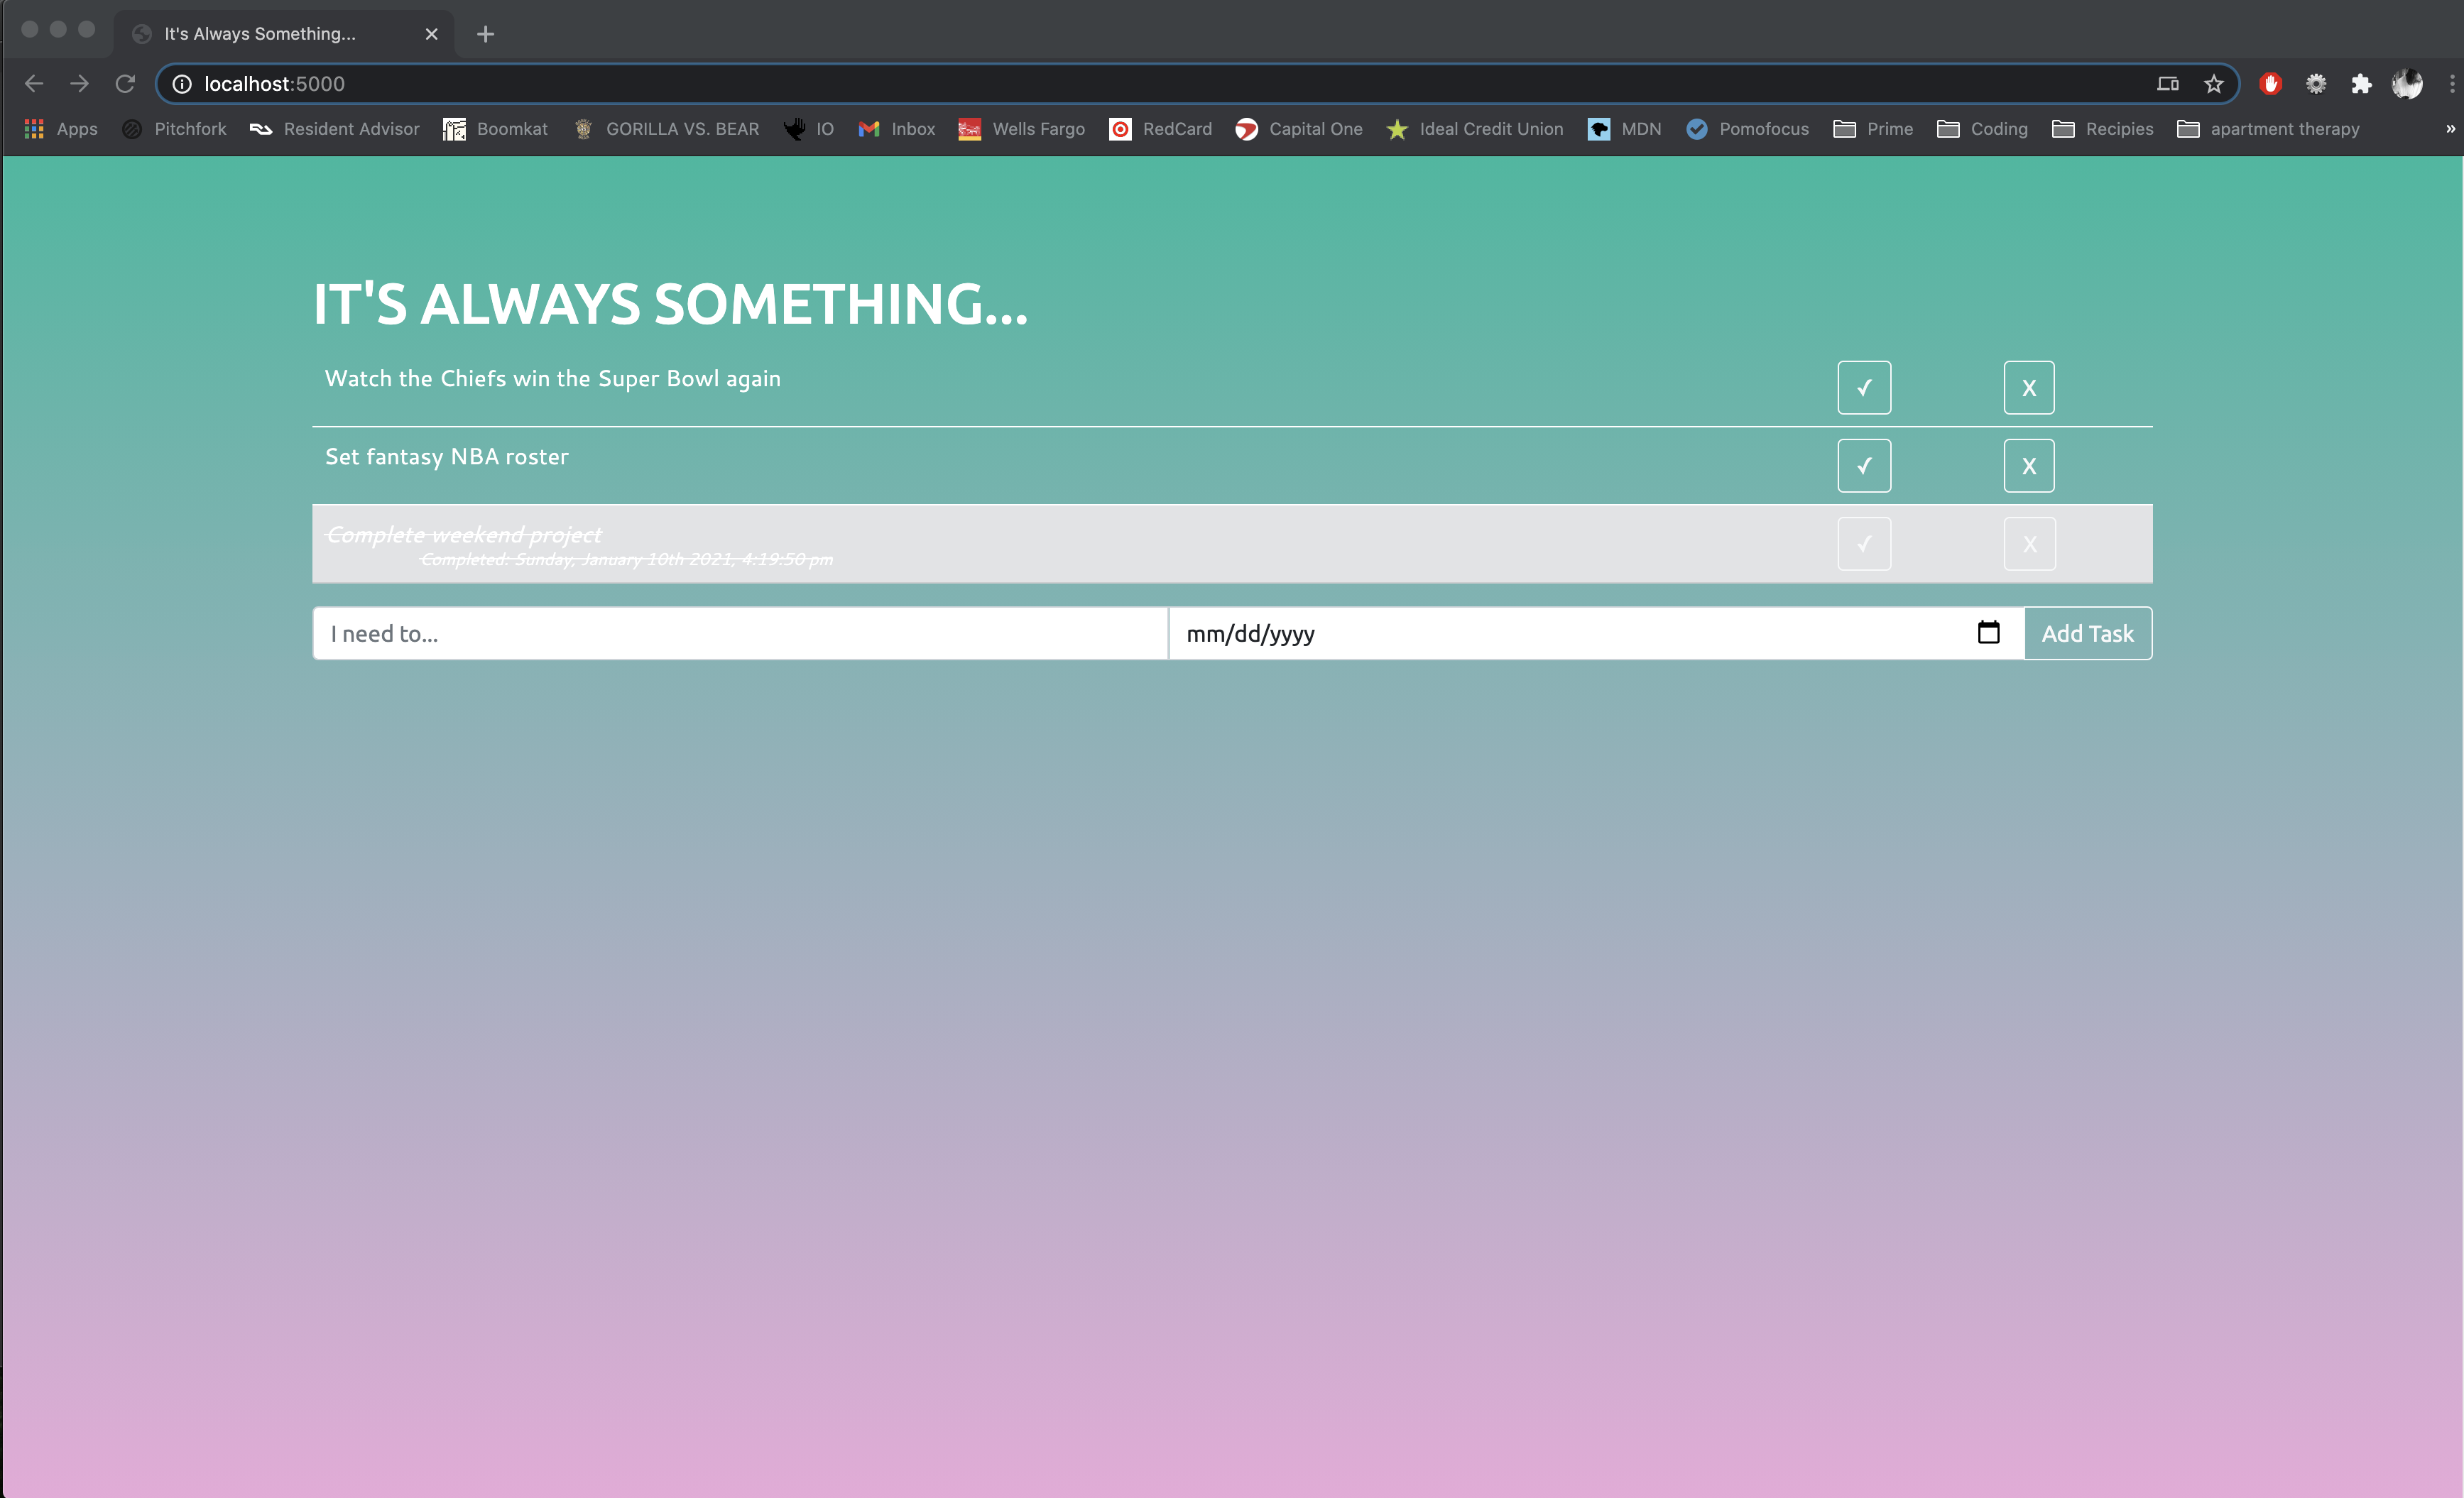 It's Always Something...
localhost:5000
Apps Pitchfork Resident Advisor Boomkat GORILLA VS. BEAR IO Inbox Wells Fargo RedCard Capital One Ideal Credit Union MDN Pomofocus Prime Coding Recipies apartment therapy »
IT'S ALWAYS SOMETHING...
Watch the Chiefs win the Super Bowl again ✓ X
Set fantasy NBA roster ✓ X
Complete weekend project ✓ X
Completed: Sunday, January 10th 2021, 4:19:50 pm
I need to... mm/dd/yyyy Add Task